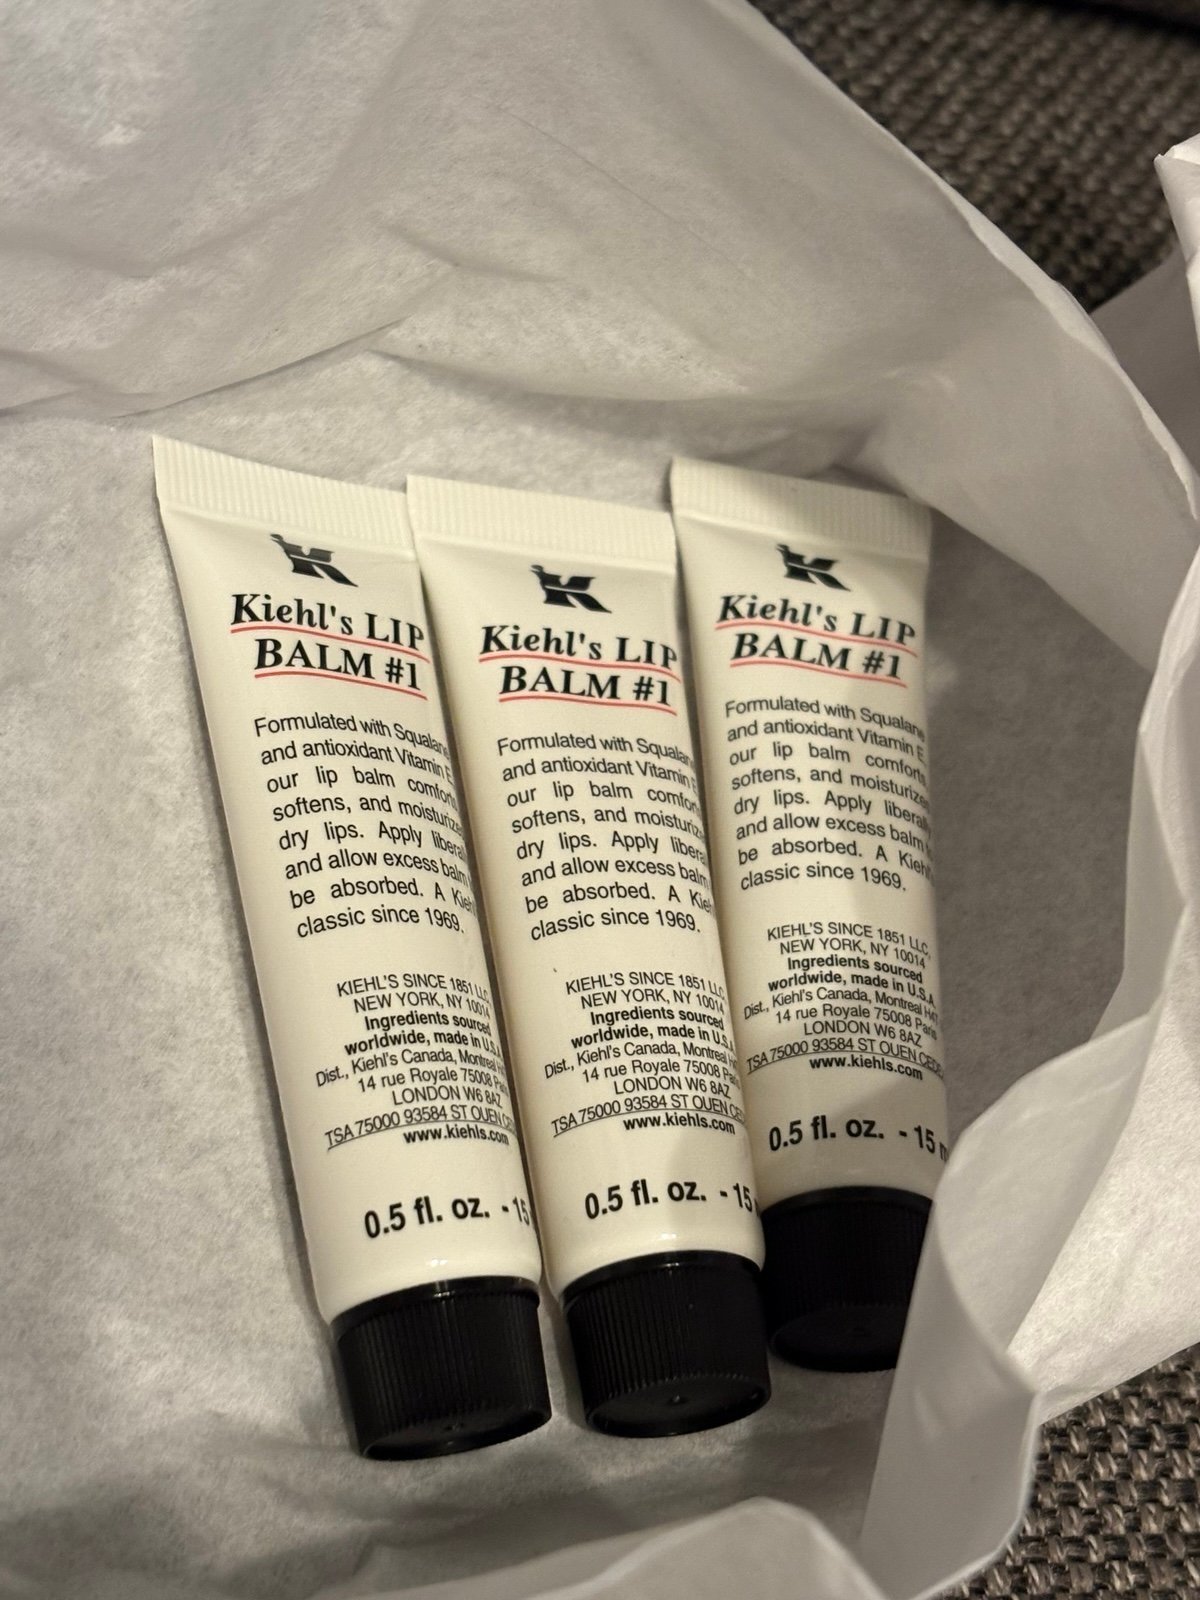 Kiehl's LIP
BALM #1
Formulated with
and antioxidant Vitamin
our lip balm
softens, and
dry lips. Apply
and allow excess balm
be absorbed. A
classic since 1969.
KIEHL'S SINCE 1851
NEW YORK, NY 10014
Ingredients sourced
worldwide, made in
Dist., Kiehl's Canada, Montreal
14 rue Royale 75008
LONDON W6 8AZ
TSA 75000 93584 ST OUEN
www.kiehls.com
0.5 fl. oz. - 15
Kiehl's LIP
BALM #1
Formulated with
and antioxidant Vitamin
our lip balm
softens, and
dry lips. Apply
and allow excess balm
be absorbed. A
classic since 1969.
KIEHL'S SINCE 1851 LLC
NEW YORK, NY 10014
Ingredients sourced
worldwide, made in
Dist., Kiehl's Canada, Montreal
14 rue Royale 75008
LONDON W6 8AZ
TSA 75000 93584 ST OUEN
www.kiehls.com
0.5 fl. oz. - 15
Kiehl's LIP
BALM #1
Formulated with Squalane
and antioxidant Vitamin E,
our lip balm comforts,
softens, and
dry lips. Apply
and allow excess balm
be absorbed. A
classic since 1969.
KIEHL'S SINCE 1851 LLC,
NEW YORK, NY 10014
Ingredients sourced
worldwide, made in U.S.A.
Dist., Kiehl's Canada, Montreal
14 rue Royale 75008 Paris
LONDON W6 8AZ
TSA 75000 93584 ST OUEN
www.kiehls.com
0.5 fl. oz. - 15